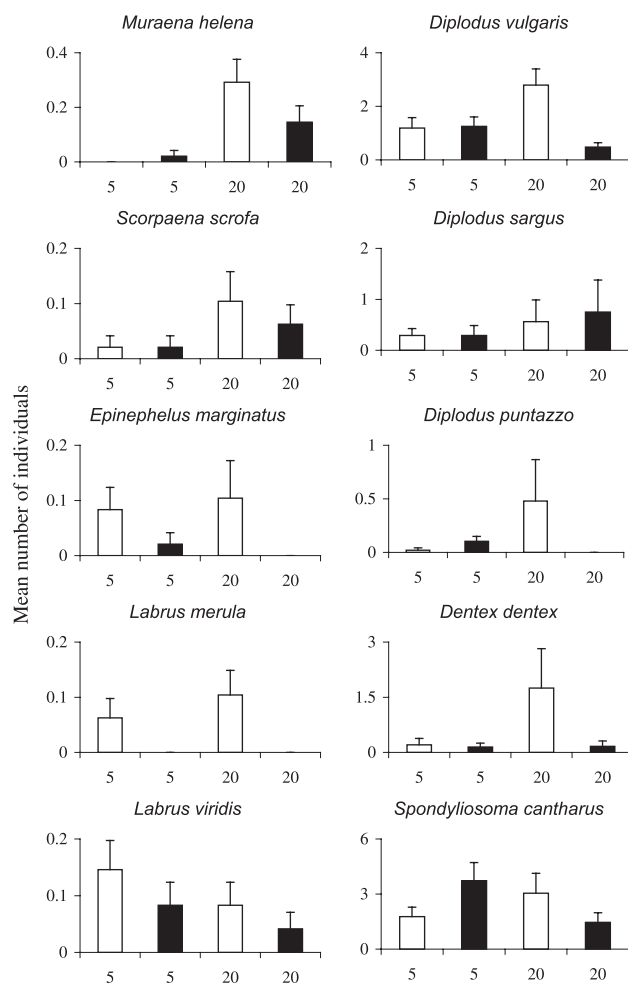 Mean number of individuals
Muraena helena
0.4
0.2
0
5 5 20 20
Diplodus vulgaris
4
2
0
5 5 20 20
Scorpaena scrofa
0.2
0.1
0
5 5 20 20
Diplodus sargus
2
1
0
5 5 20 20
Epinephelus marginatus
0.2
0.1
0
5 5 20 20
Diplodus puntazzo
1
0.5
0
5 5 20 20
Labrus merula
0.2
0.1
0
5 5 20 20
Dentex dentex
3
1.5
0
5 5 20 20
Labrus viridis
0.2
0.1
0
5 5 20 20
Spondyliosoma cantharus
6
3
0
5 5 20 20